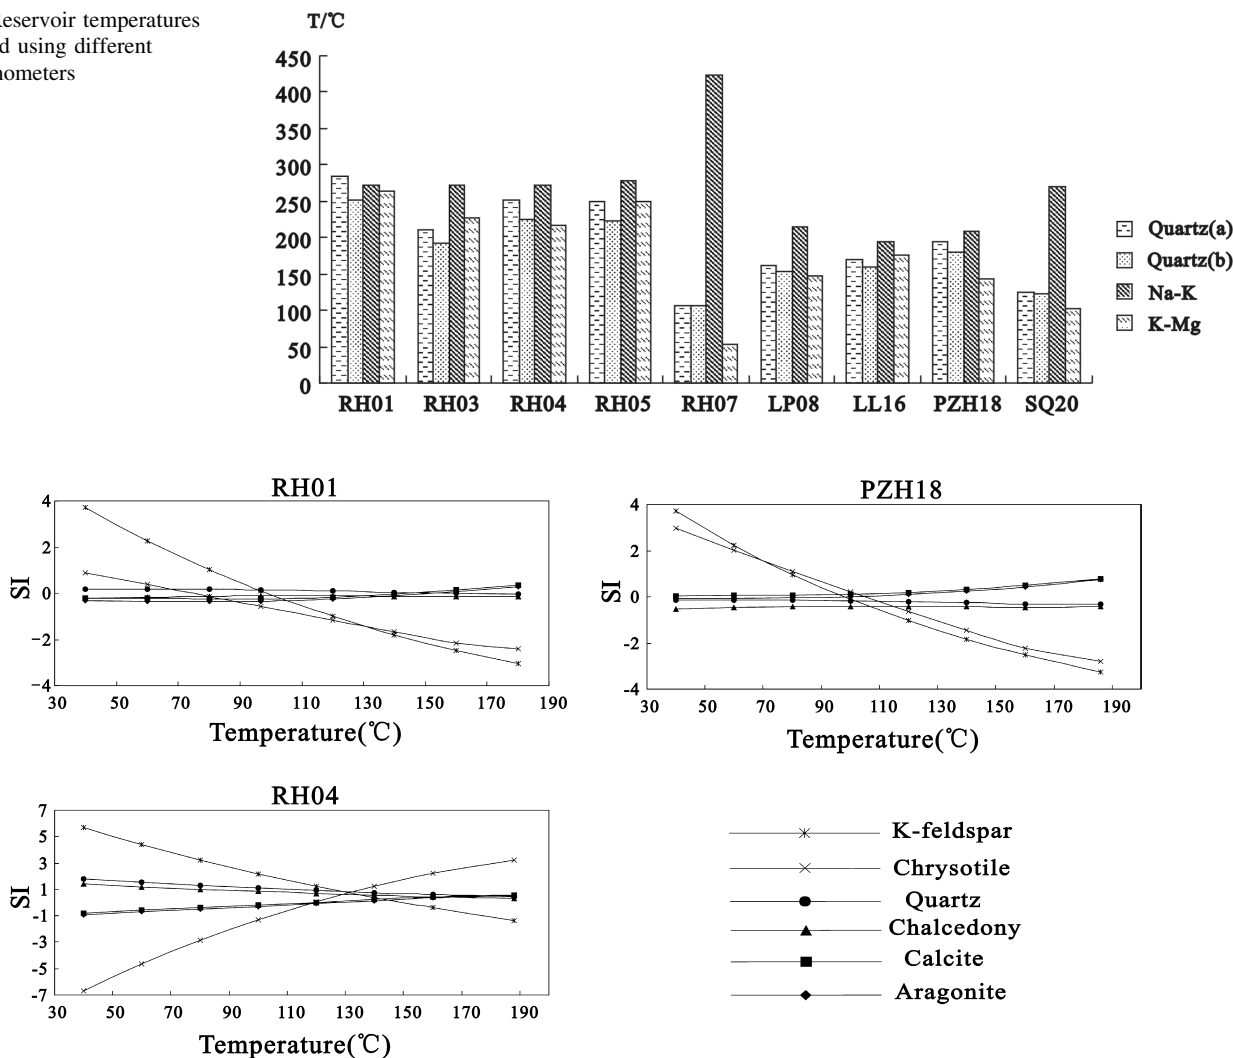 Reservoir temperatures
using different
T/℃
450
400
350
300
250
200
150
100
50
0
RH01 RH03 RH04 RH05 RH07 LP08 LL16 PZH18 SQ20
Quartz(a)
Quartz(b)
Na-K
K-Mg
RH01
SI
4
2
0
−2
−4
30 50 70 90 110 130 150 170 190
Temperature(℃)
PZH18
SI
4
2
0
-2
-4
30 50 70 90 110 130 150 170 190
Temperature(℃)
RH04
SI
7
5
3
1
-1
-3
-5
-7
30 50 70 90 110 130 150 170 190
Temperature(℃)
K-feldspar
Chrysotile
Quartz
Chalcedony
Calcite
Aragonite